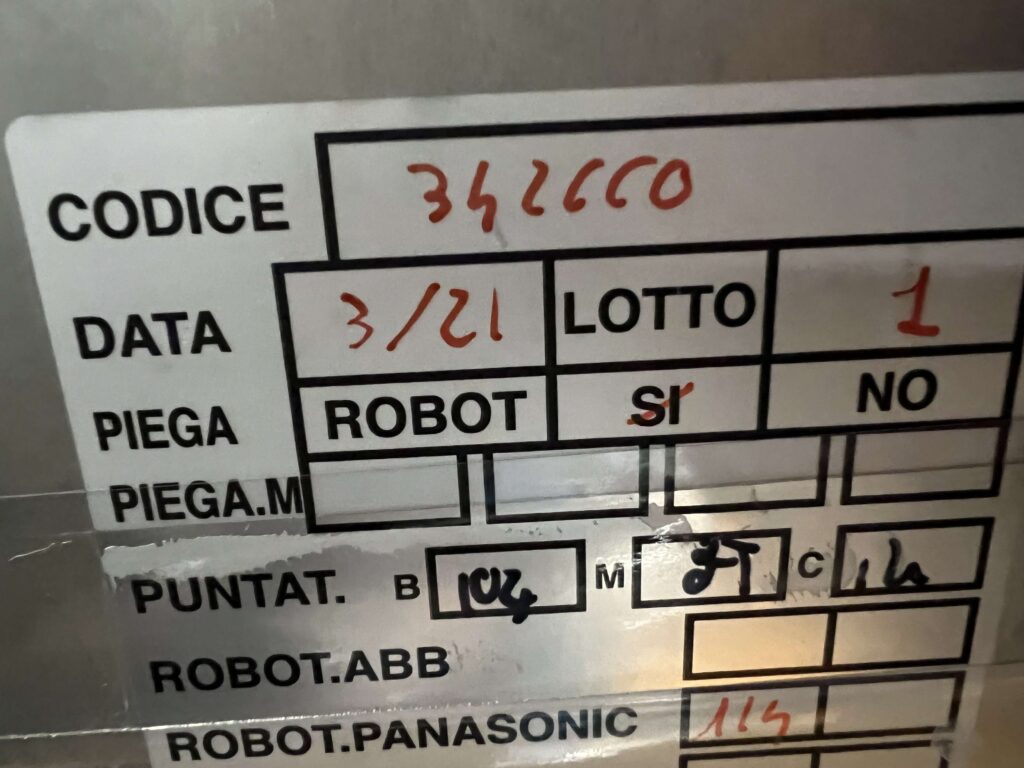 CODICE 342660
DATA 3/21 LOTTO 1
PIEGA ROBOT SI NO
PIEGA.M
PUNTAT. B 104 M C 14
ROBOT.ABB
ROBOT.PANASONIC 114